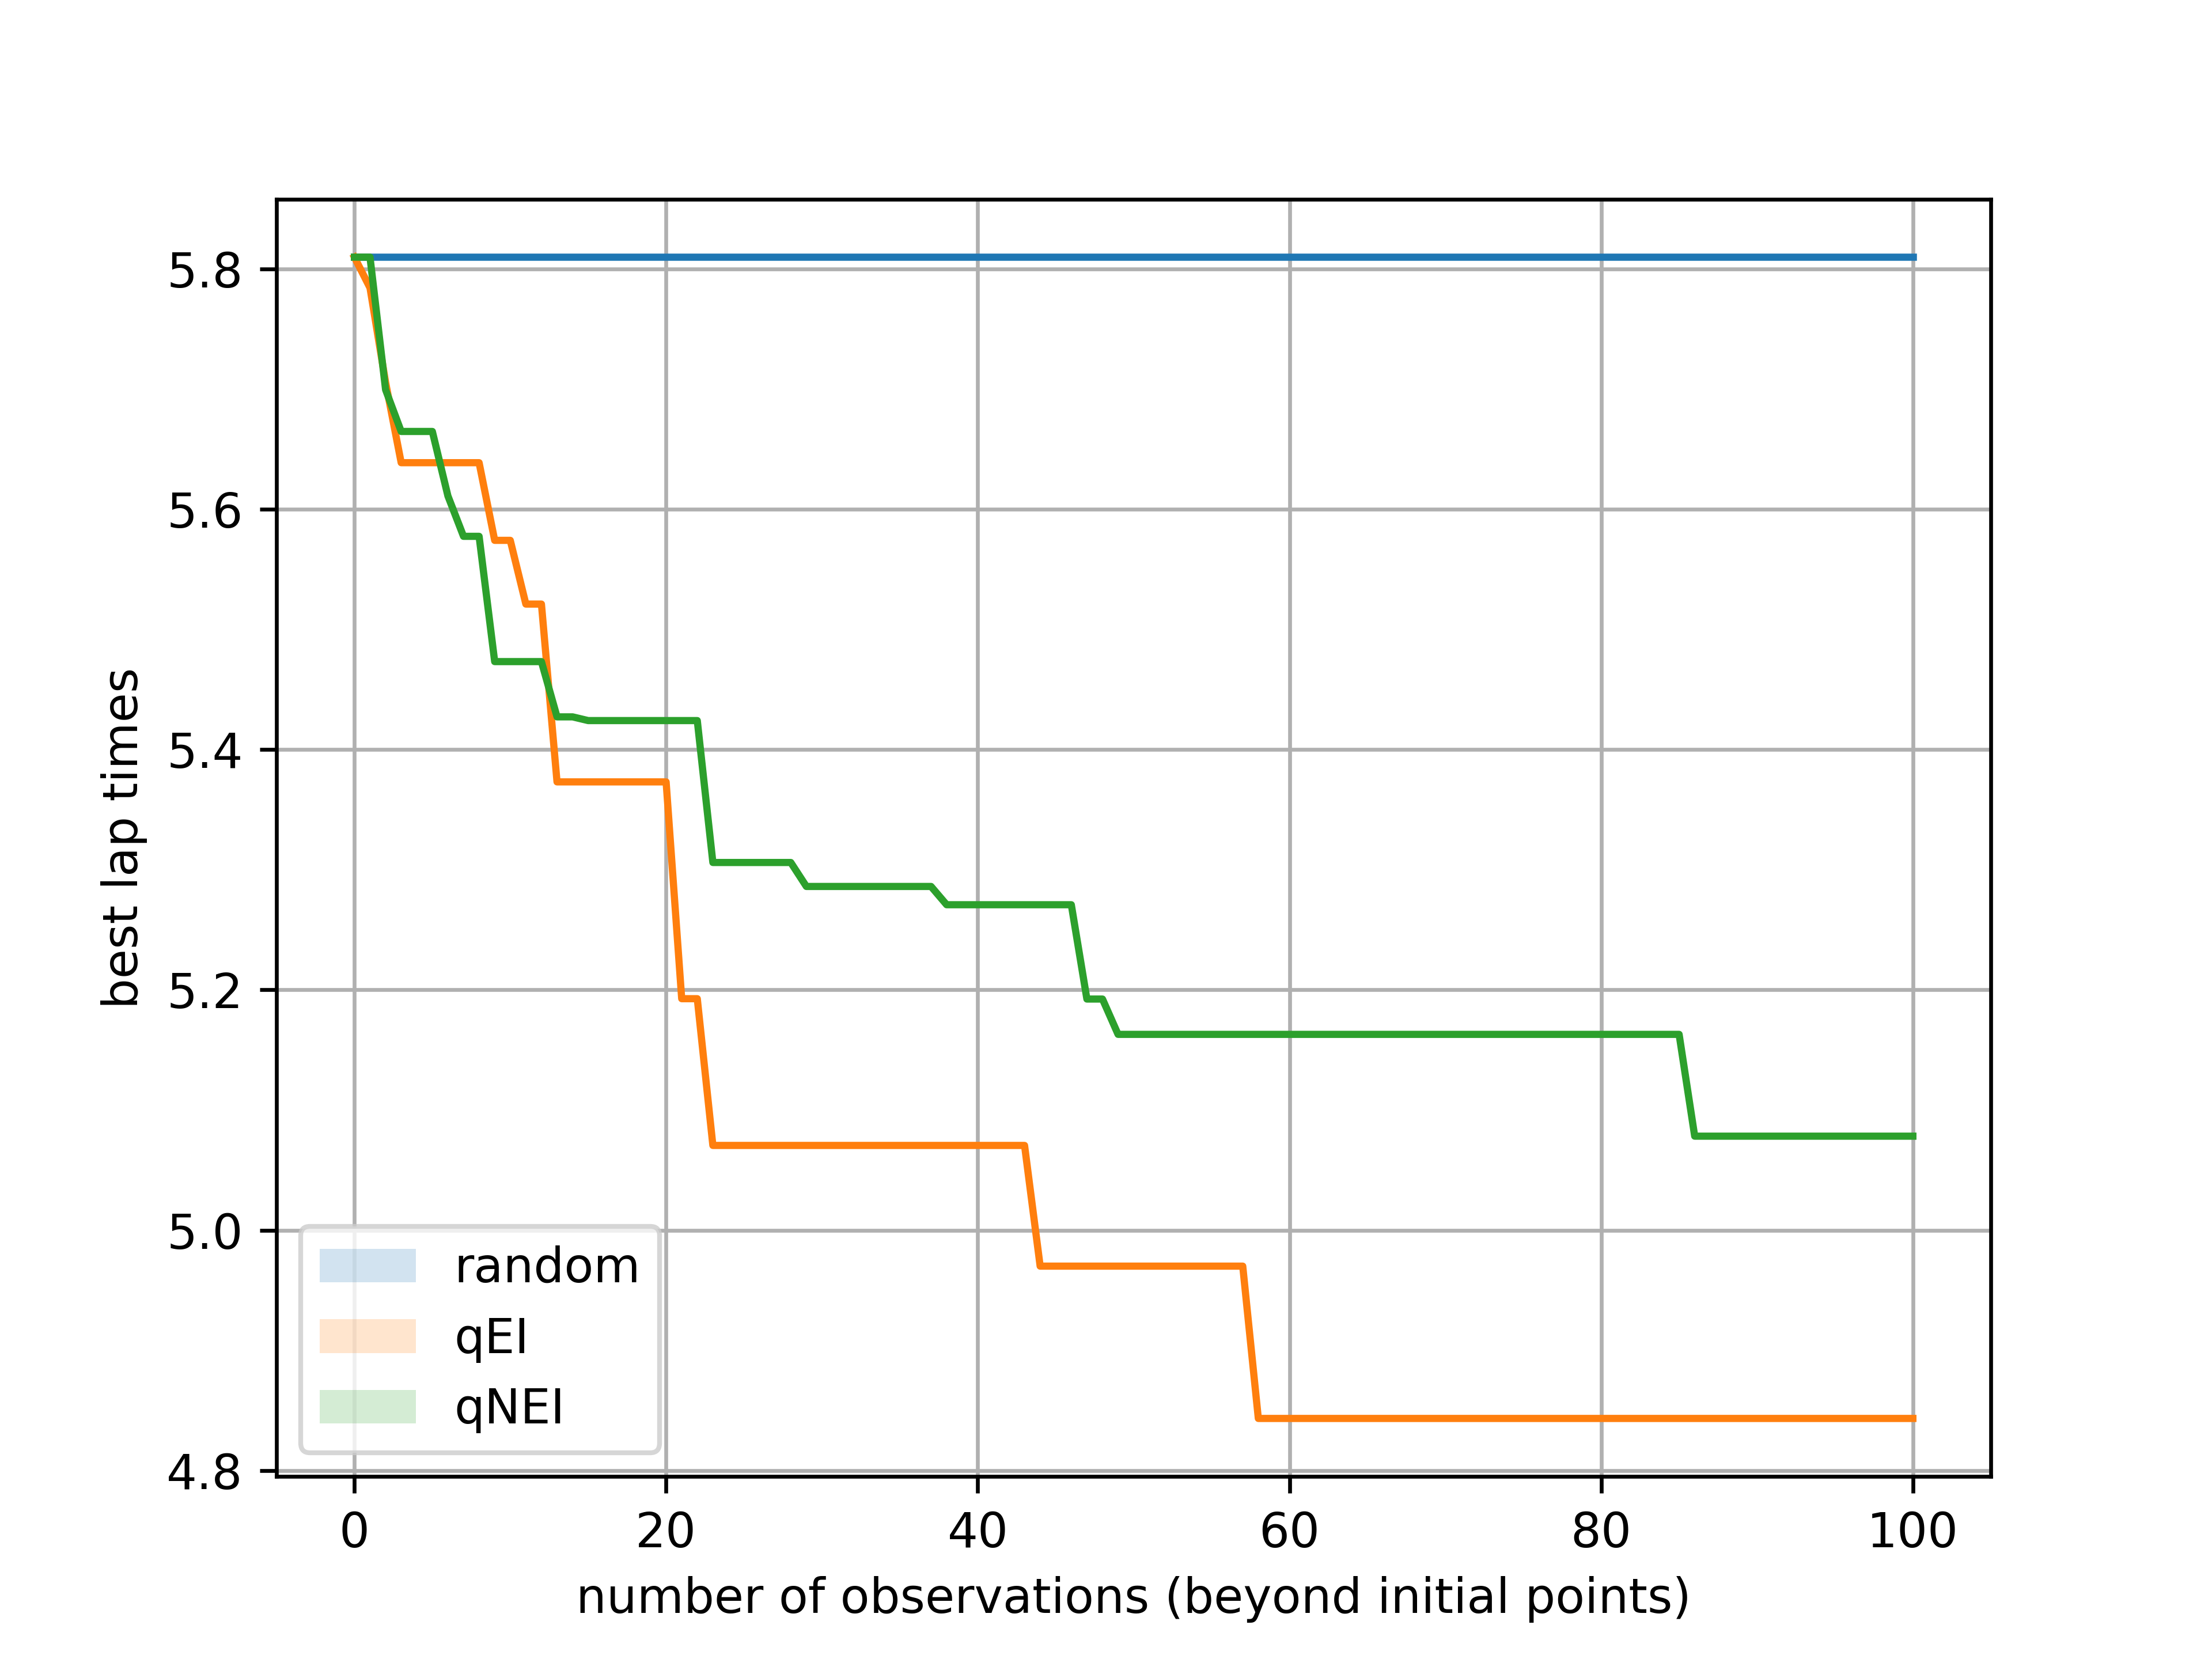 5.8
5.6
5.4
5.2
5.0
4.8
best lap times
random
qEI
qNEI
0 20 40 60 80 100
number of observations (beyond initial points)